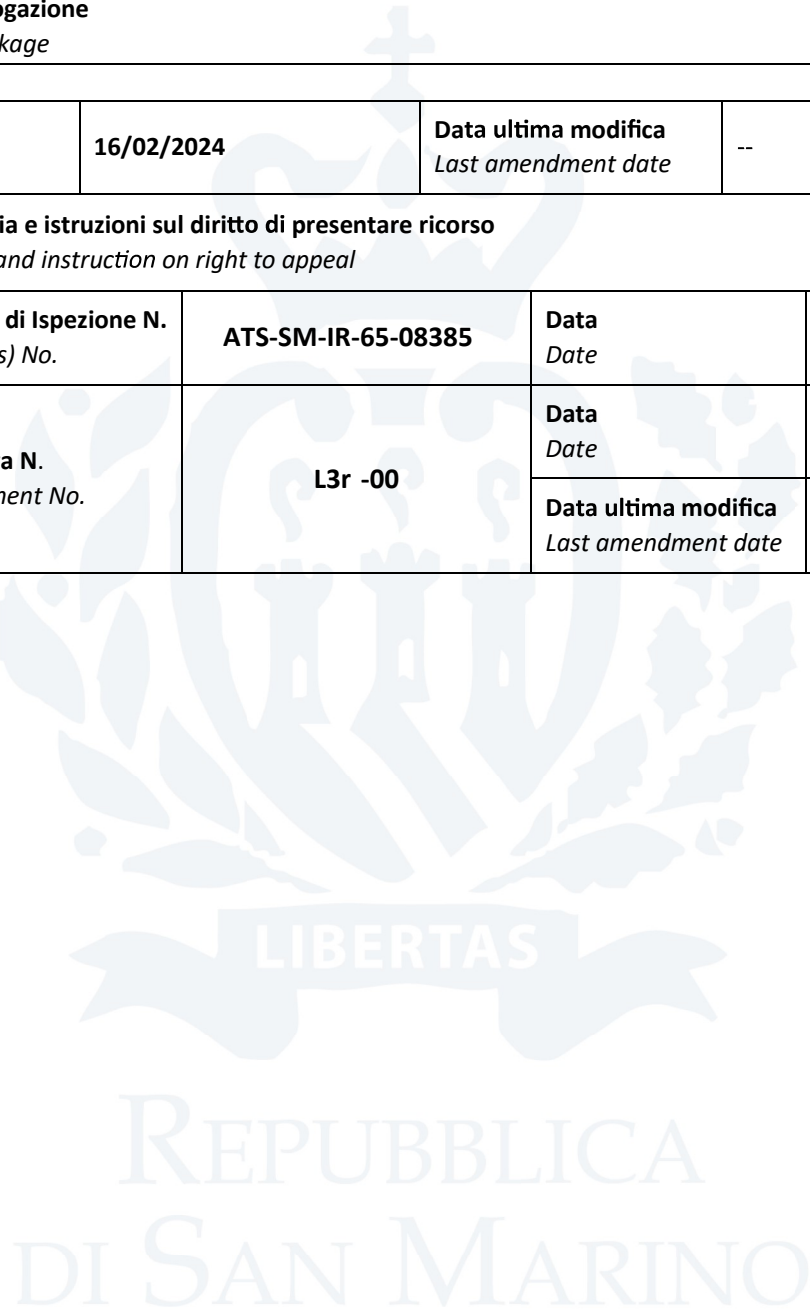 ogazione
kage
16/02/2024
Data ultima modifica
Last amendment date
--
ia e istruzioni sul diritto di presentare ricorso
and instruction on right to appeal
di Ispezione N.
s) No.
ATS-SM-IR-65-08385
Data
Date
a N.
ment No.
L3r -00
Data
Date
Data ultima modifica
Last amendment date
LIBERTAS
REPUBBLICA
DI SAN MARINO